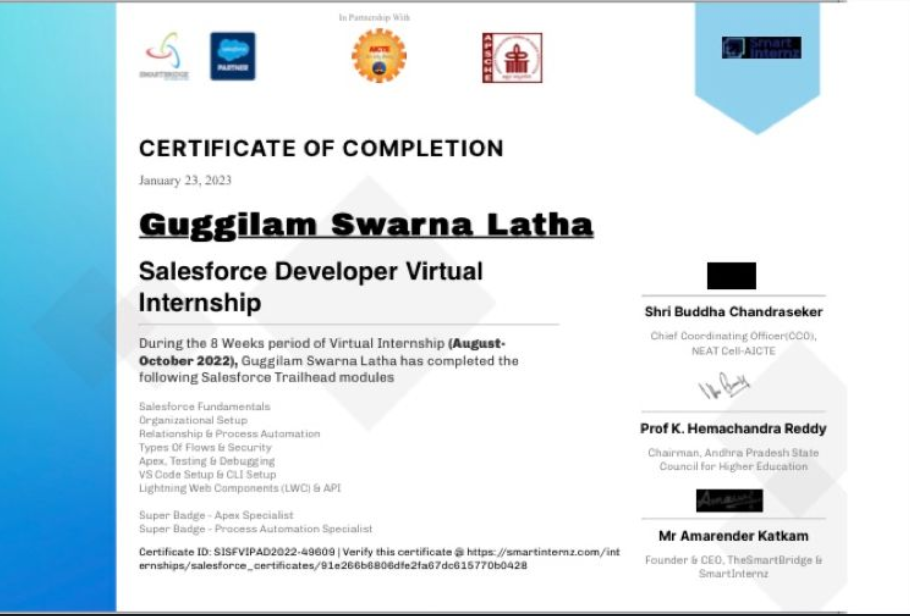 In Partnership With
SMARTBRIDGE
salesforce
PARTNER
AICTE
APSCHE
Smart
Internz
CERTIFICATE OF COMPLETION
January 23, 2023
Guggilam Swarna Latha
Salesforce Developer Virtual
Internship
During the 8 Weeks period of Virtual Internship (August-
October 2022), Guggilam Swarna Latha has completed the
following Salesforce Trailhead modules
Salesforce Fundamentals
Organizational Setup
Relationship & Process Automation
Types Of Flows & Security
Apex, Testing & Debugging
VS Code Setup & CLI Setup
Lightning Web Components (LWC) & API
Super Badge - Apex Specialist
Super Badge - Process Automation Specialist
Certificate ID: SISFVIPAD2022-49609 | Verify this certificate @ https://smartinternz.com/int
ernships/salesforce_certificates/91e266b6806dfe2fa67dc615770b0428
Shri Buddha Chandraseker
Chief Coordinating Officer(CCO),
NEAT Cell-AICTE
Prof K. Hemachandra Reddy
Chairman, Andhra Pradesh State
Council for Higher Education
Mr Amarender Katkam
Founder & CEO, TheSmartBridge &
SmartInternz